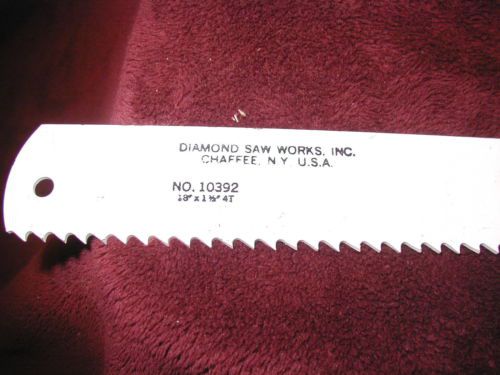 DIAMOND SAW WORKS, INC.
CHAFFEE, N.Y. U.S.A.
NO. 10392
18" x 1½" 4T